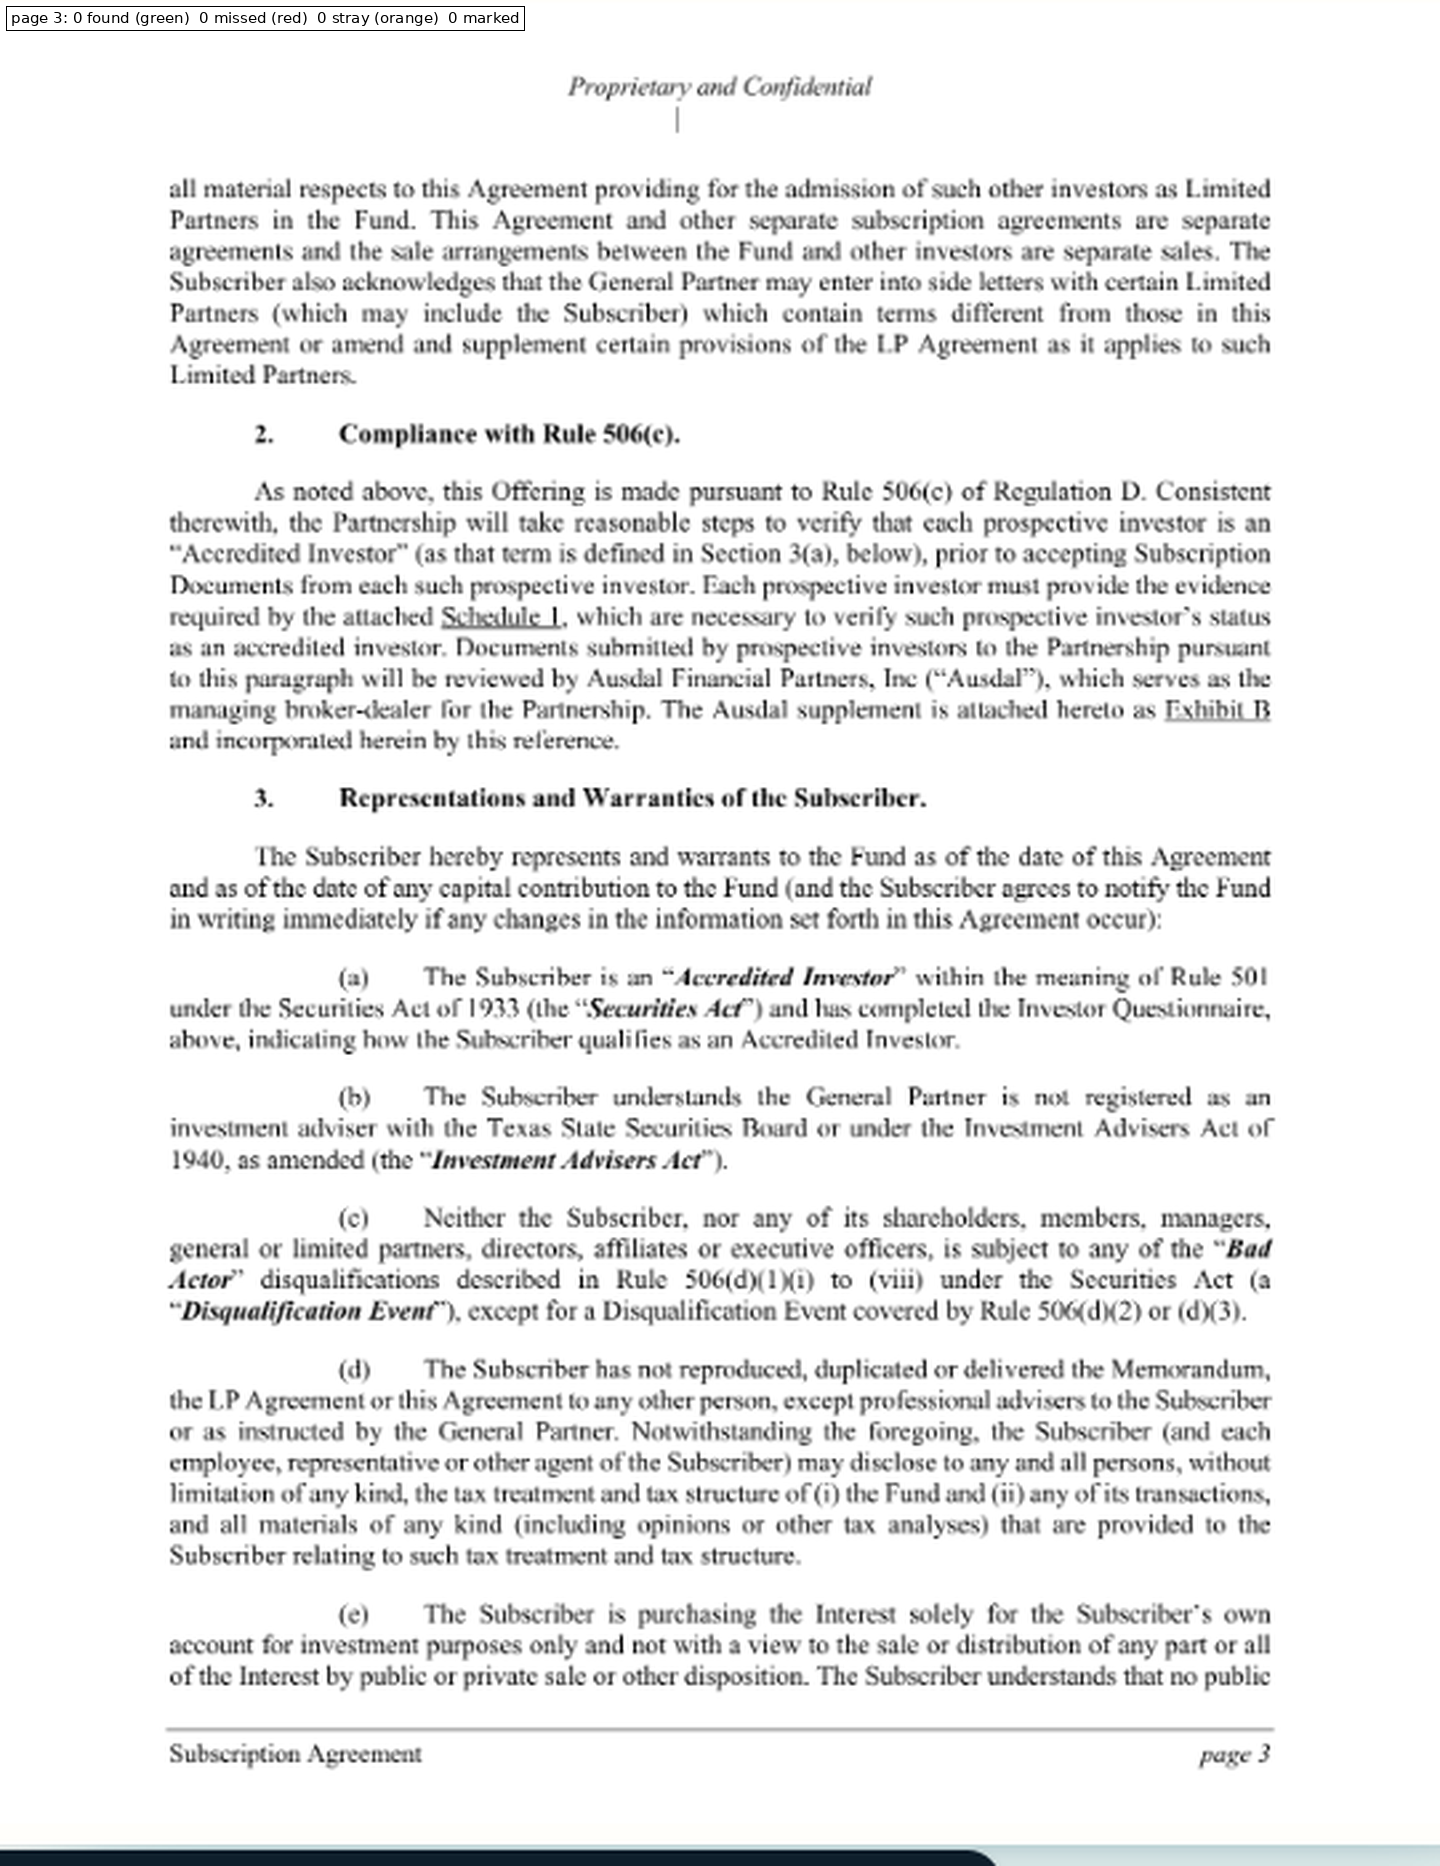 page 3: 0 found (green)  0 missed (red)  0 stray (orange)  0 marked
Proprietary and Confidential
all material respects to this Agreement providing for the admission of such other investors as Limited
Partners in the Fund. This Agreement and other separate subscription agreements are separate
agreements and the sale arrangements between the Fund and other investors are separate sales. The
Subscriber also acknowledges that the General Partner may enter into side letters with certain Limited
Partners (which may include the Subscriber) which contain terms different from those in this
Agreement or amend and supplement certain provisions of the LP Agreement as it applies to such
Limited Partners.
2. Compliance with Rule 506(c).
As noted above, this Offering is made pursuant to Rule 506(c) of Regulation D. Consistent
therewith, the Partnership will take reasonable steps to verify that each prospective investor is an
“Accredited Investor” (as that term is defined in Section 3(a), below), prior to accepting Subscription
Documents from each such prospective investor. Each prospective investor must provide the evidence
required by the attached Schedule 1, which are necessary to verify such prospective investor’s status
as an accredited investor. Documents submitted by prospective investors to the Partnership pursuant
to this paragraph will be reviewed by Ausdal Financial Partners, Inc (“Ausdal”), which serves as the
managing broker-dealer for the Partnership. The Ausdal supplement is attached hereto as Exhibit B
and incorporated herein by this reference.
3. Representations and Warranties of the Subscriber.
The Subscriber hereby represents and warrants to the Fund as of the date of this Agreement
and as of the date of any capital contribution to the Fund (and the Subscriber agrees to notify the Fund
in writing immediately if any changes in the information set forth in this Agreement occur):
(a) The Subscriber is an “Accredited Investor” within the meaning of Rule 501
under the Securities Act of 1933 (the “Securities Act”) and has completed the Investor Questionnaire,
above, indicating how the Subscriber qualifies as an Accredited Investor.
(b) The Subscriber understands the General Partner is not registered as an
investment adviser with the Texas State Securities Board or under the Investment Advisers Act of
1940, as amended (the “Investment Advisers Act”).
(c) Neither the Subscriber, nor any of its shareholders, members, managers,
general or limited partners, directors, affiliates or executive officers, is subject to any of the “Bad
Actor” disqualifications described in Rule 506(d)(1)(i) to (viii) under the Securities Act (a
“Disqualification Event”), except for a Disqualification Event covered by Rule 506(d)(2) or (d)(3).
(d) The Subscriber has not reproduced, duplicated or delivered the Memorandum,
the LP Agreement or this Agreement to any other person, except professional advisers to the Subscriber
or as instructed by the General Partner. Notwithstanding the foregoing, the Subscriber (and each
employee, representative or other agent of the Subscriber) may disclose to any and all persons, without
limitation of any kind, the tax treatment and tax structure of (i) the Fund and (ii) any of its transactions,
and all materials of any kind (including opinions or other tax analyses) that are provided to the
Subscriber relating to such tax treatment and tax structure.
(e) The Subscriber is purchasing the Interest solely for the Subscriber’s own
account for investment purposes only and not with a view to the sale or distribution of any part or all
of the Interest by public or private sale or other disposition. The Subscriber understands that no public
Subscription Agreement page 3